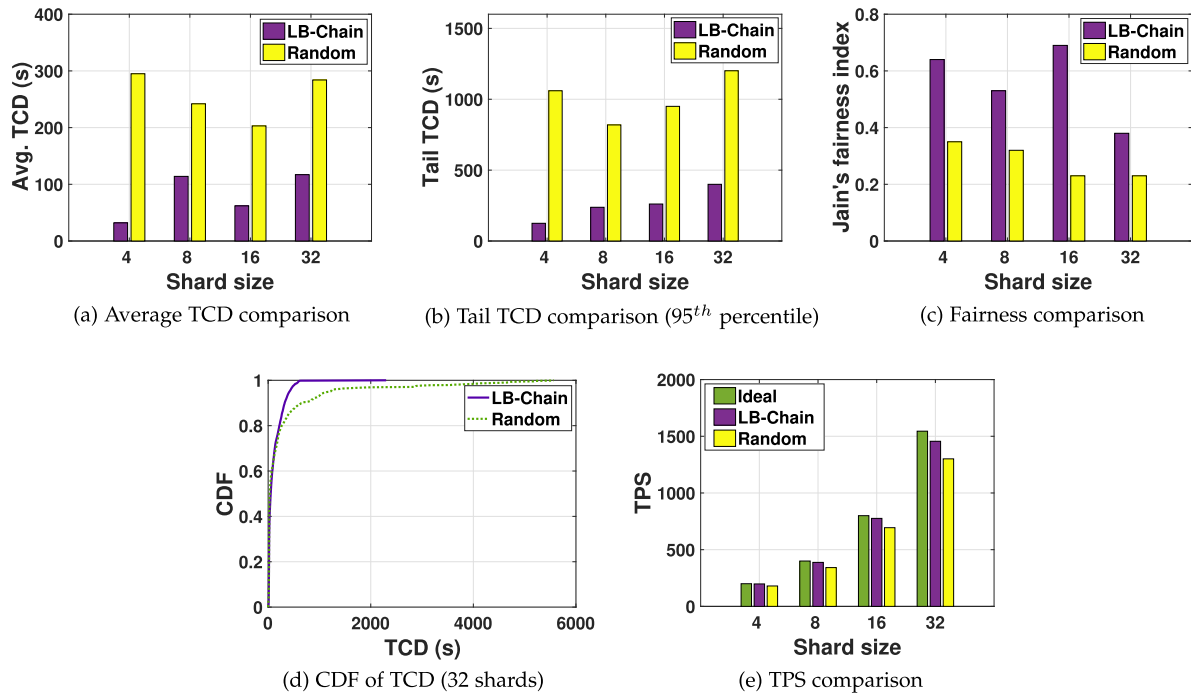 400
300
200
100
0
Avg. TCD (s)
LB-Chain
Random
4 8 16 32
Shard size
(a) Average TCD comparison
1500
1000
500
0
Tail TCD (s)
LB-Chain
Random
4 8 16 32
Shard size
(b) Tail TCD comparison (95th percentile)
0.8
0.6
0.4
0.2
0
Jain's fairness index
LB-Chain
Random
4 8 16 32
Shard size
(c) Fairness comparison
1
0.8
0.6
0.4
0.2
0
CDF
LB-Chain
Random
0 2000 4000 6000
TCD (s)
(d) CDF of TCD (32 shards)
2000
1500
1000
500
0
TPS
Ideal
LB-Chain
Random
4 8 16 32
Shard size
(e) TPS comparison